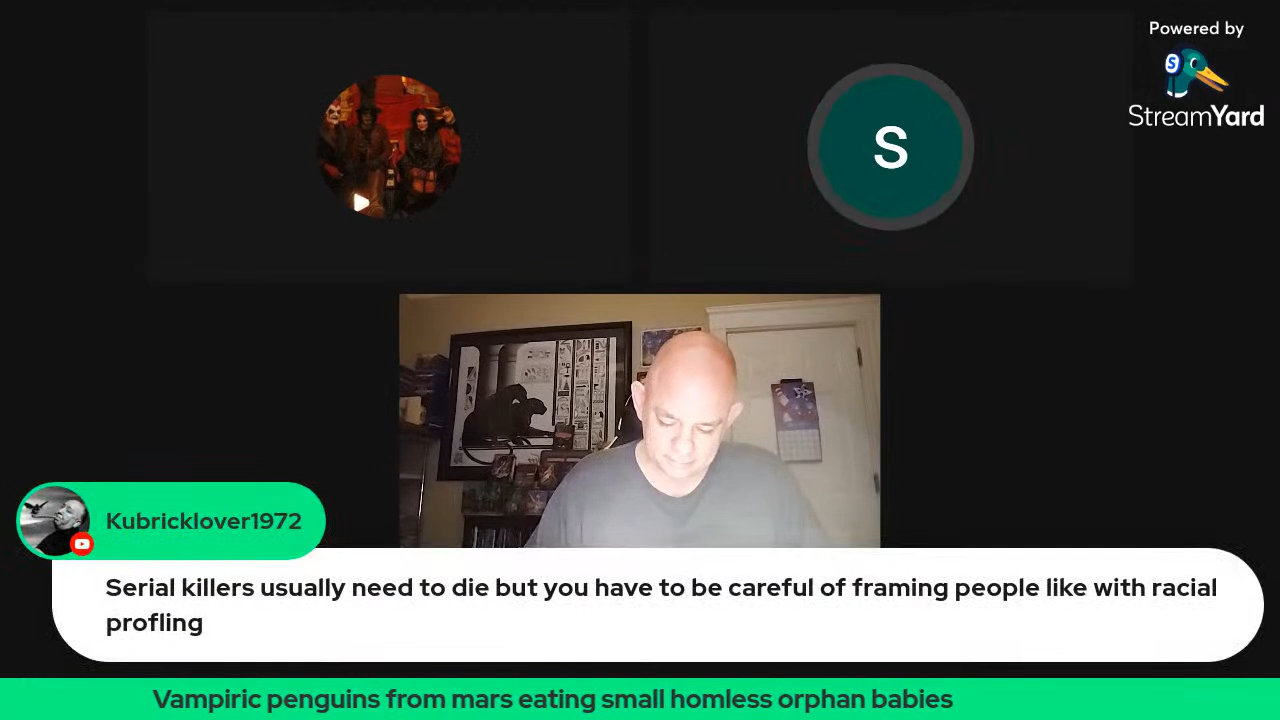 Powered by
S
StreamYard
S
Kubricklover1972
Serial killers usually need to die but you have to be careful of framing people like with racial
profling
Vampiric penguins from mars eating small homless orphan babies